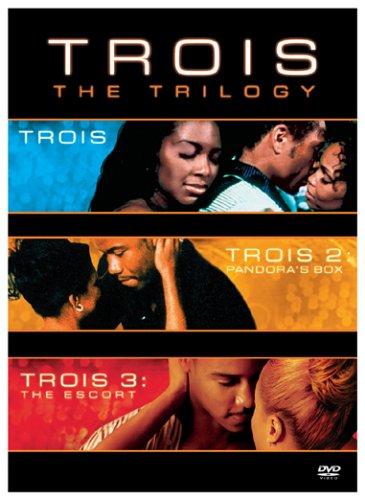 TROIS
THE TRILOGY
TROIS
TROIS 2:
PANDORA'S BOX
TROIS 3:
THE ESCORT
DVD
VIDEO